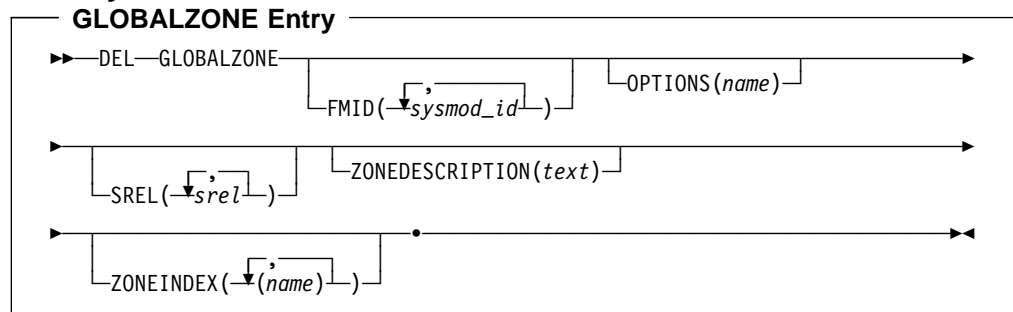 GLOBALZONE Entry
DEL GLOBALZONE
FMID( , sysmod_id ) OPTIONS(name)
SREL( , srel ) ZONEDESCRIPTION(text)
ZONEINDEX( , (name) ) •